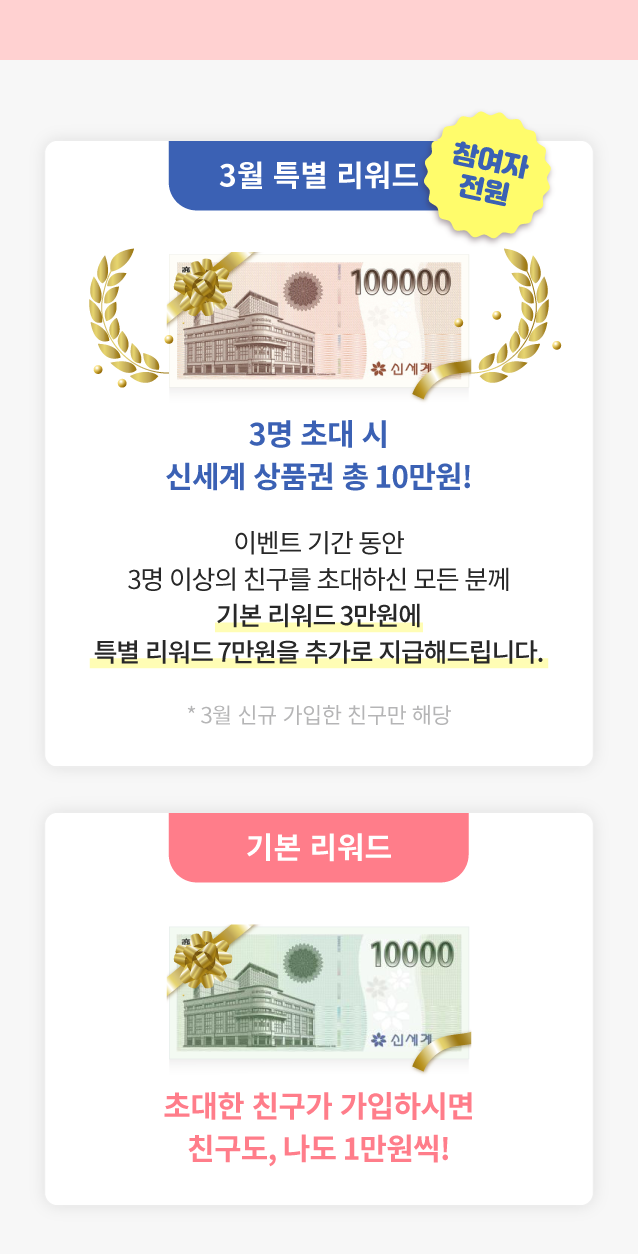 3월 특별 리워드
참여자
전원
100000
신세계
3명 초대 시
신세계 상품권 총 10만원!
이벤트 기간 동안
3명 이상의 친구를 초대하신 모든 분께
기본 리워드 3만원에
특별 리워드 7만원을 추가로 지급해드립니다.
* 3월 신규 가입한 친구만 해당
기본 리워드
10000
신세계
초대한 친구가 가입하시면
친구도, 나도 1만원씩!